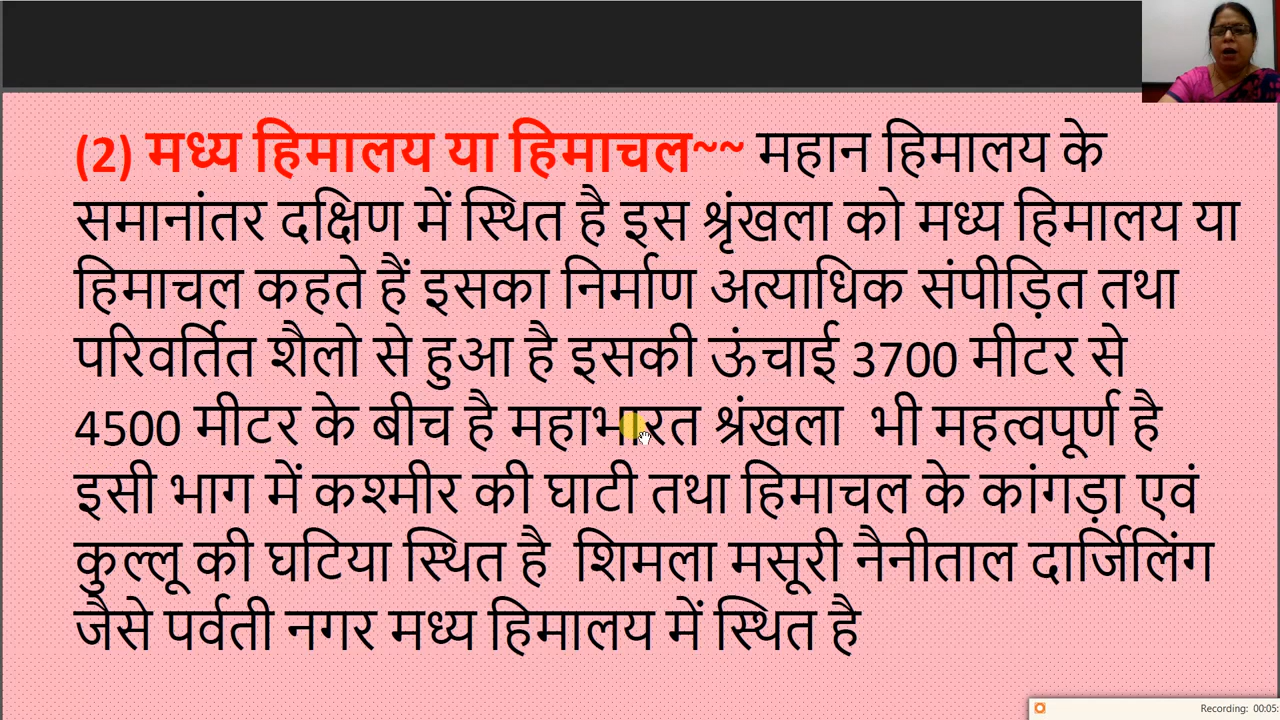 (2) मध्य हिमालय या हिमाचल~~ महान हिमालय के
समानांतर दक्षिण में स्थित है इस श्रृंखला को मध्य हिमालय या
हिमाचल कहते हैं इसका निर्माण अत्याधिक संपीड़ित तथा
परिवर्तित शैलो से हुआ है इसकी ऊंचाई 3700 मीटर से
4500 मीटर के बीच है महाभारत श्रंखला भी महत्वपूर्ण है
इसी भाग में कश्मीर की घाटी तथा हिमाचल के कांगड़ा एवं
कुल्लू की घटिया स्थित है शिमला मसूरी नैनीताल दार्जिलिंग
जैसे पर्वती नगर मध्य हिमालय में स्थित है
Recording: 00:05: